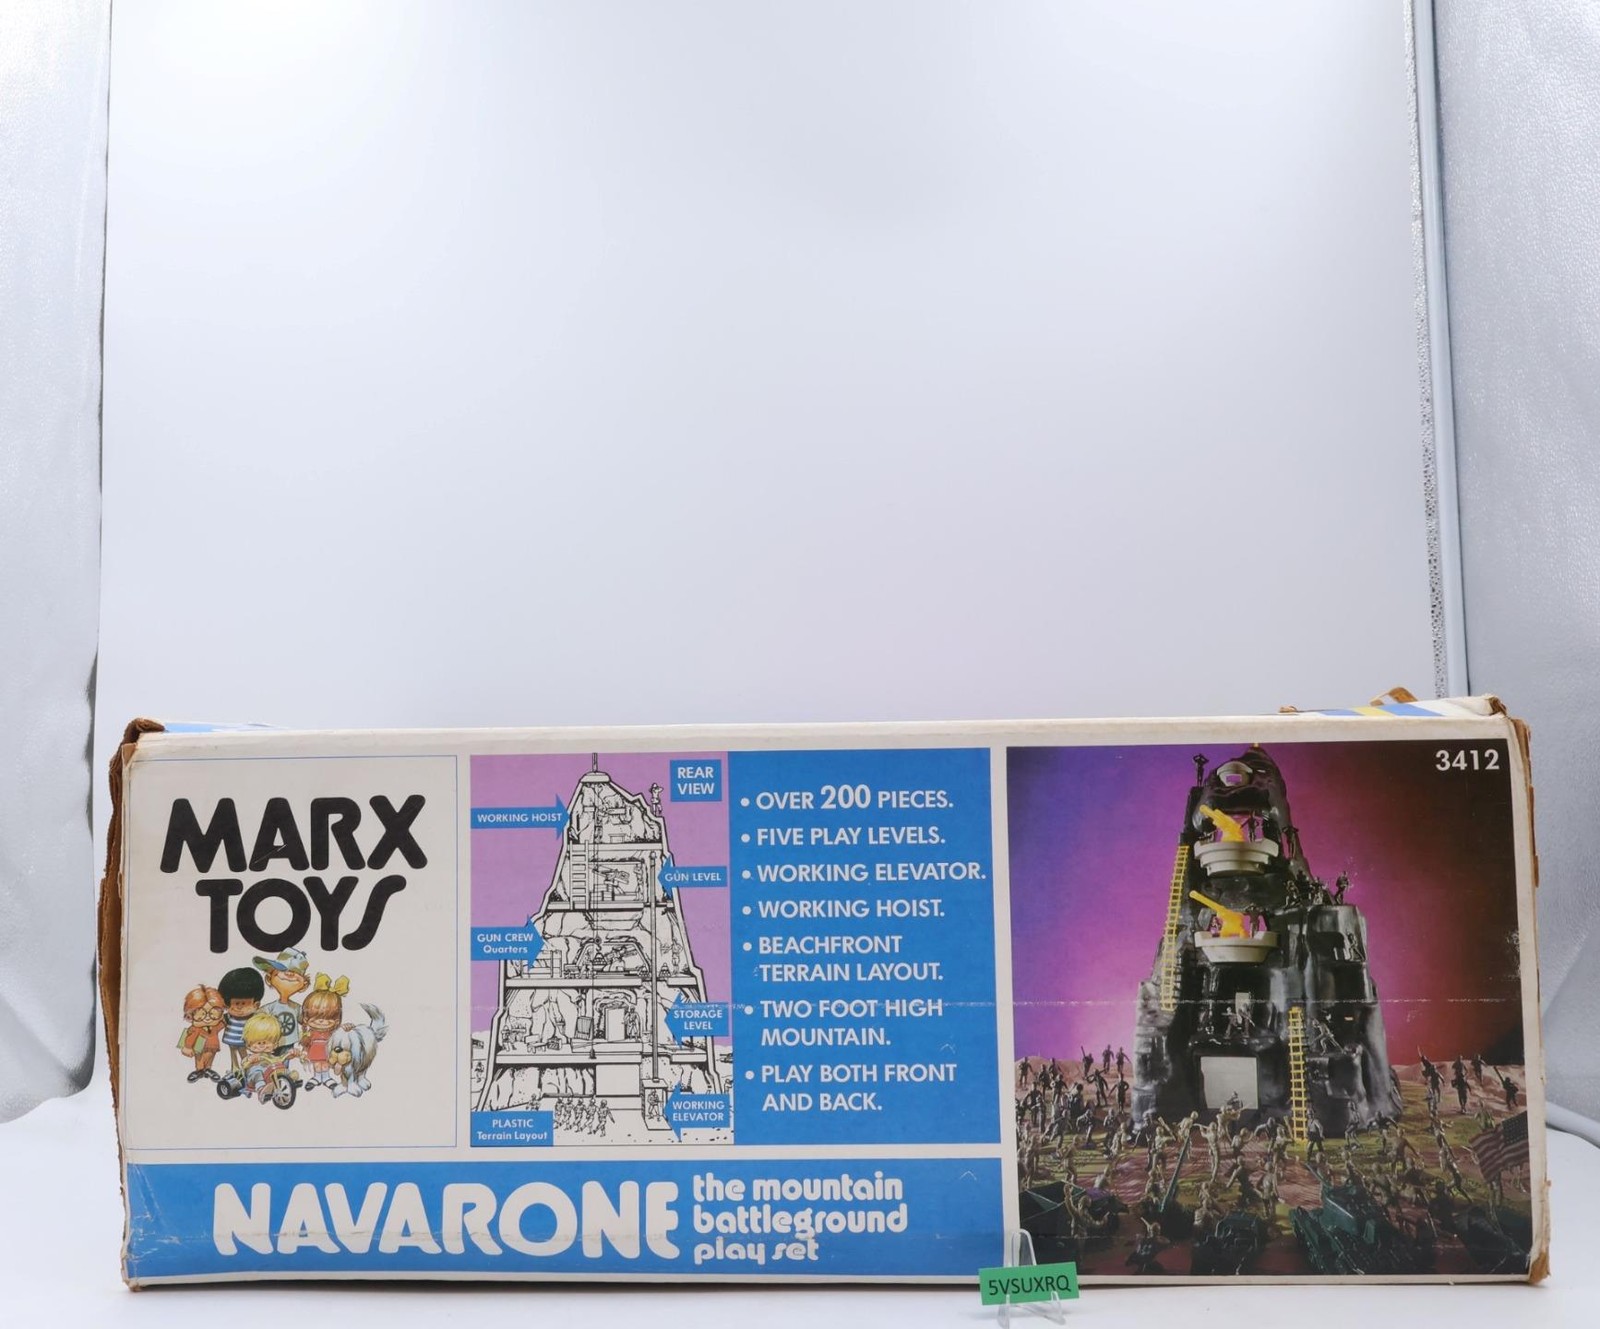 MARX
TOYS
REAR
VIEW
WORKING HOIST
GUN LEVEL
GUN CREW
Quarters
STORAGE
LEVEL
WORKING
ELEVATOR
PLASTIC
Terrain Layout
• OVER 200 PIECES.
• FIVE PLAY LEVELS.
• WORKING ELEVATOR.
• WORKING HOIST.
• BEACHFRONT
TERRAIN LAYOUT.
• TWO FOOT HIGH
MOUNTAIN.
• PLAY BOTH FRONT
AND BACK.
3412
NAVARONE
the mountain
battleground
play set
5VSUXRQ